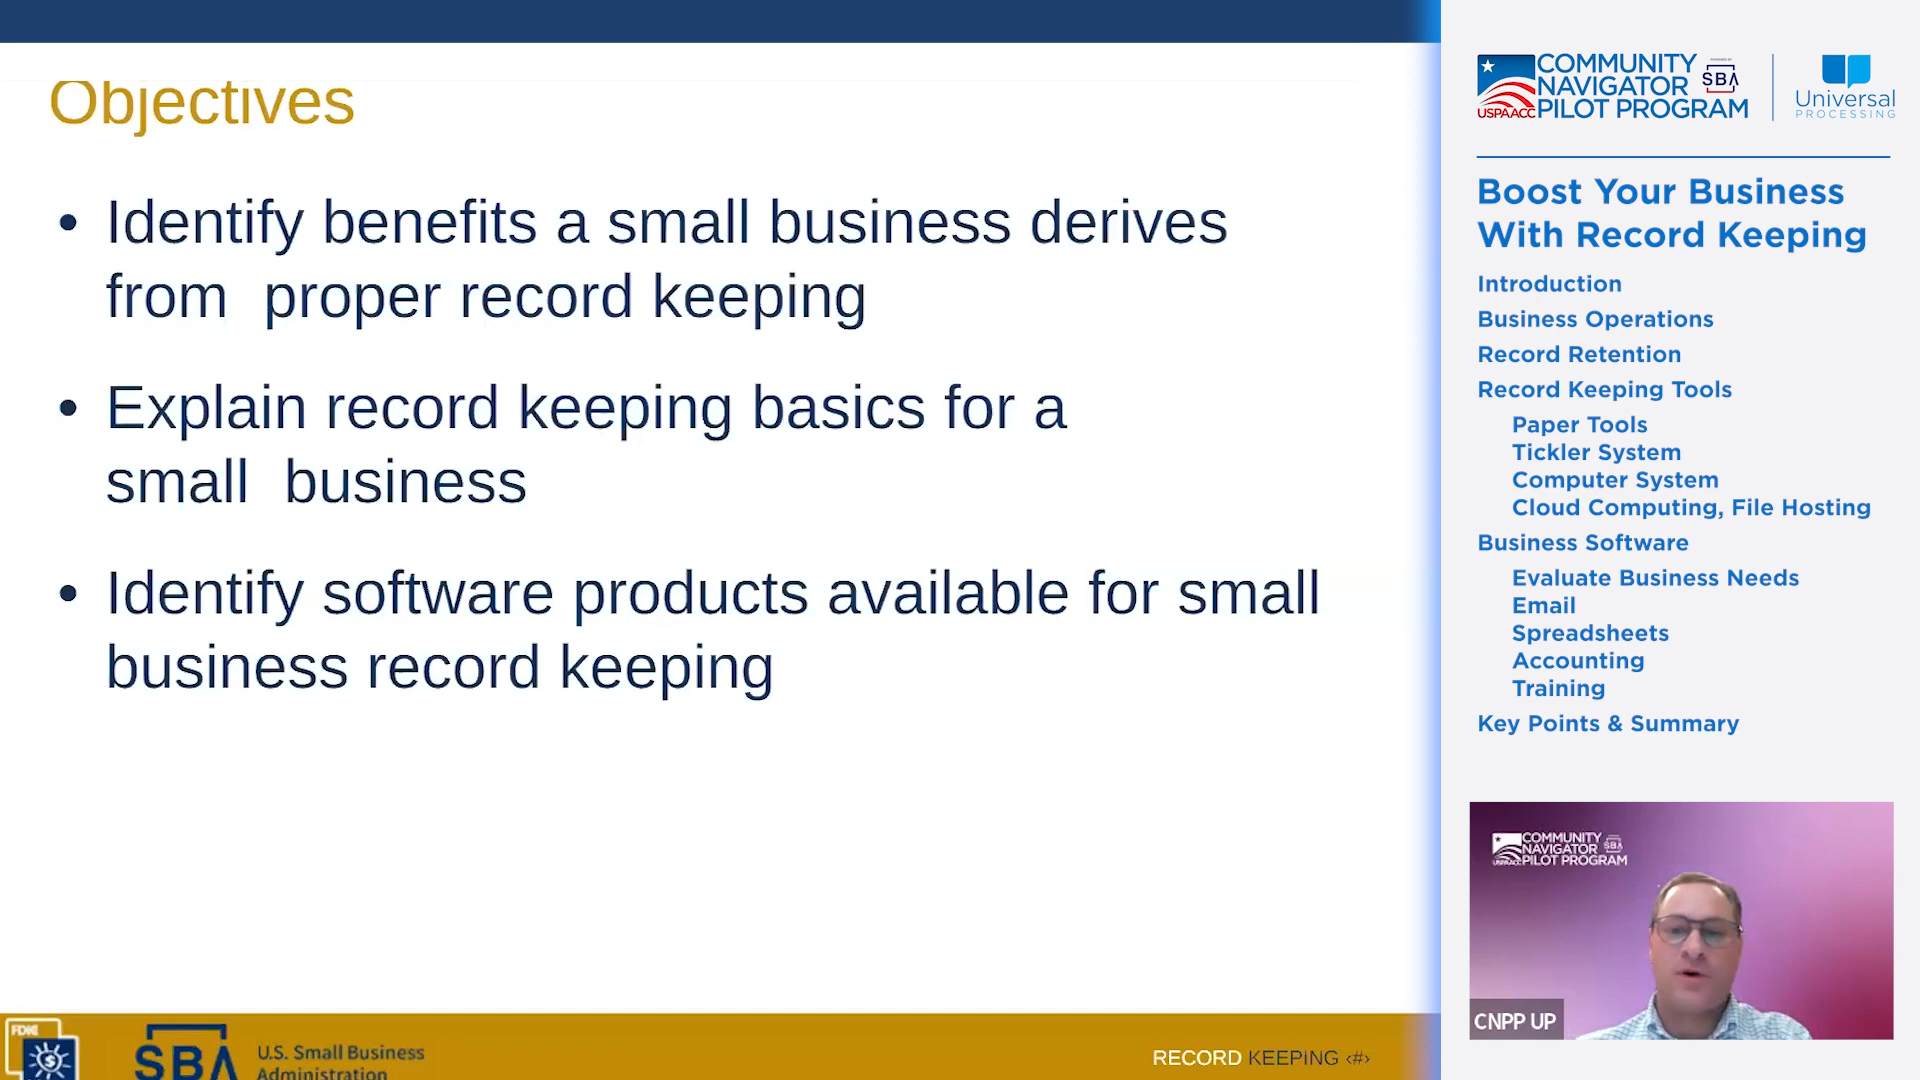 Objectives
• Identify benefits a small business derives
from proper record keeping
• Explain record keeping basics for a
small business
• Identify software products available for small
business record keeping
FDIC
SBA
U.S. Small Business
Administration
RECORD KEEPING ‹#›
USPAACC
COMMUNITY
NAVIGATOR
PILOT PROGRAM
POWERED BY
SBA
Universal
PROCESSING
Boost Your Business
With Record Keeping
Introduction
Business Operations
Record Retention
Record Keeping Tools
Paper Tools
Tickler System
Computer System
Cloud Computing, File Hosting
Business Software
Evaluate Business Needs
Email
Spreadsheets
Accounting
Training
Key Points & Summary
USPAACC
COMMUNITY
NAVIGATOR
PILOT PROGRAM
SBA
CNPP UP